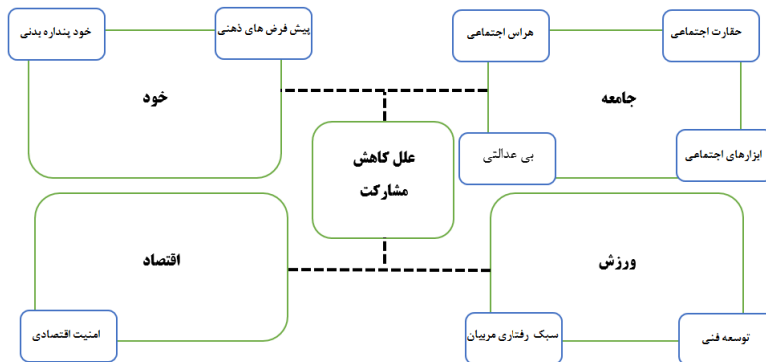 حقارت اجتماعی
هراس اجتماعی
جامعه
ابزارهای اجتماعی
بی عدالتی
پیش فرض های ذهنی
خود پنداره بدنی
خود
علل کاهش
مشارکت
ورزش
توسعه فنی
سبک رفتاری مربیان
اقتصاد
امنیت اقتصادی